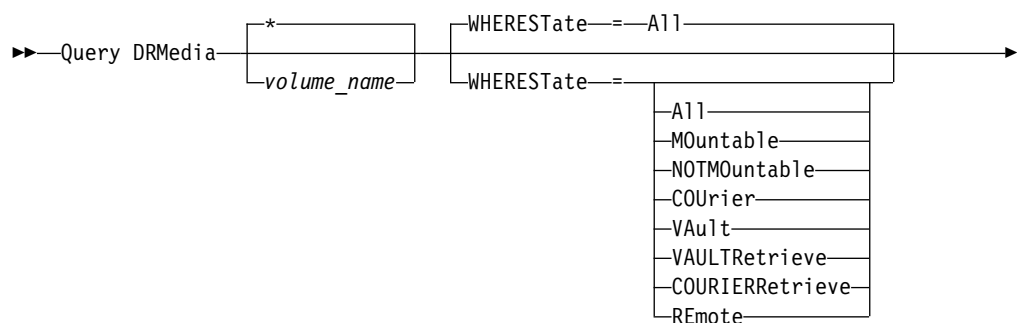 * WHERESTate = All
Query DRMedia
volume_name WHERESTate =
All
MOuntable
NOTMOuntable
COUrier
VAult
VAULTRetrieve
COURIERRetrieve
REmote